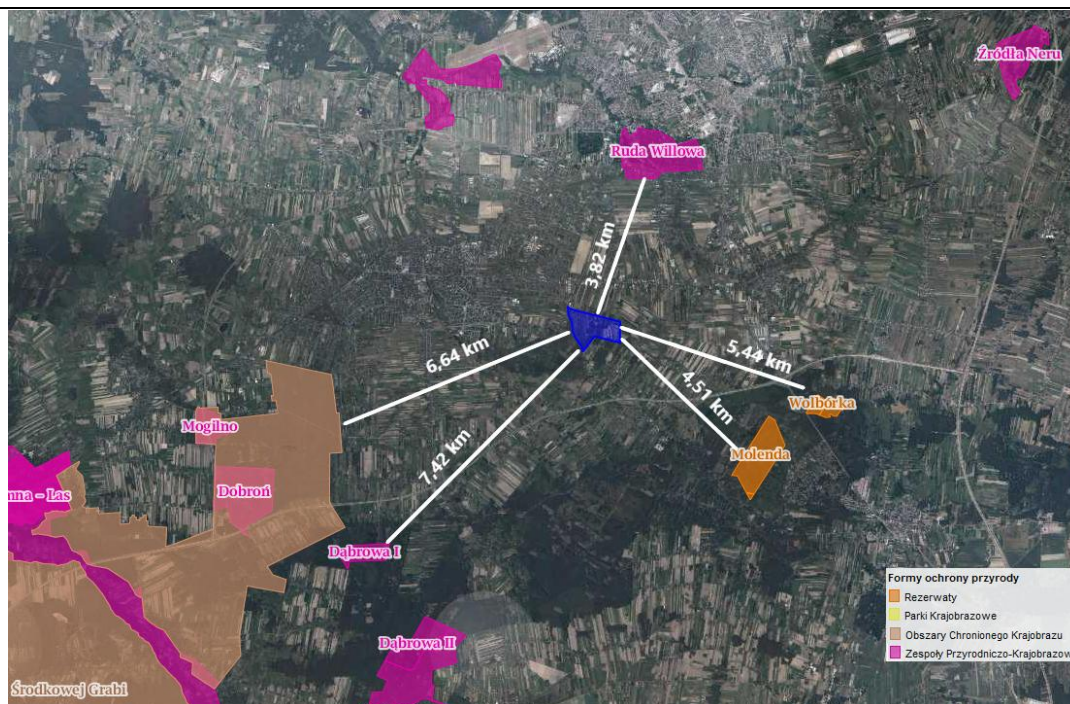 Źródła Neru
Ruda Willowa
3,82 km
6,64 km
5,44 km
4,51 km
7,42 km
Wolbórka
Mogilno
Molenda
Dobroń
nna – Las
Dąbrowa I
Dąbrowa II
Środkowej Grabi
Formy ochrony przyrody
Rezerwaty
Parki Krajobrazowe
Obszary Chronionego Krajobrazu
Zespoły Przyrodniczo-Krajobrazow